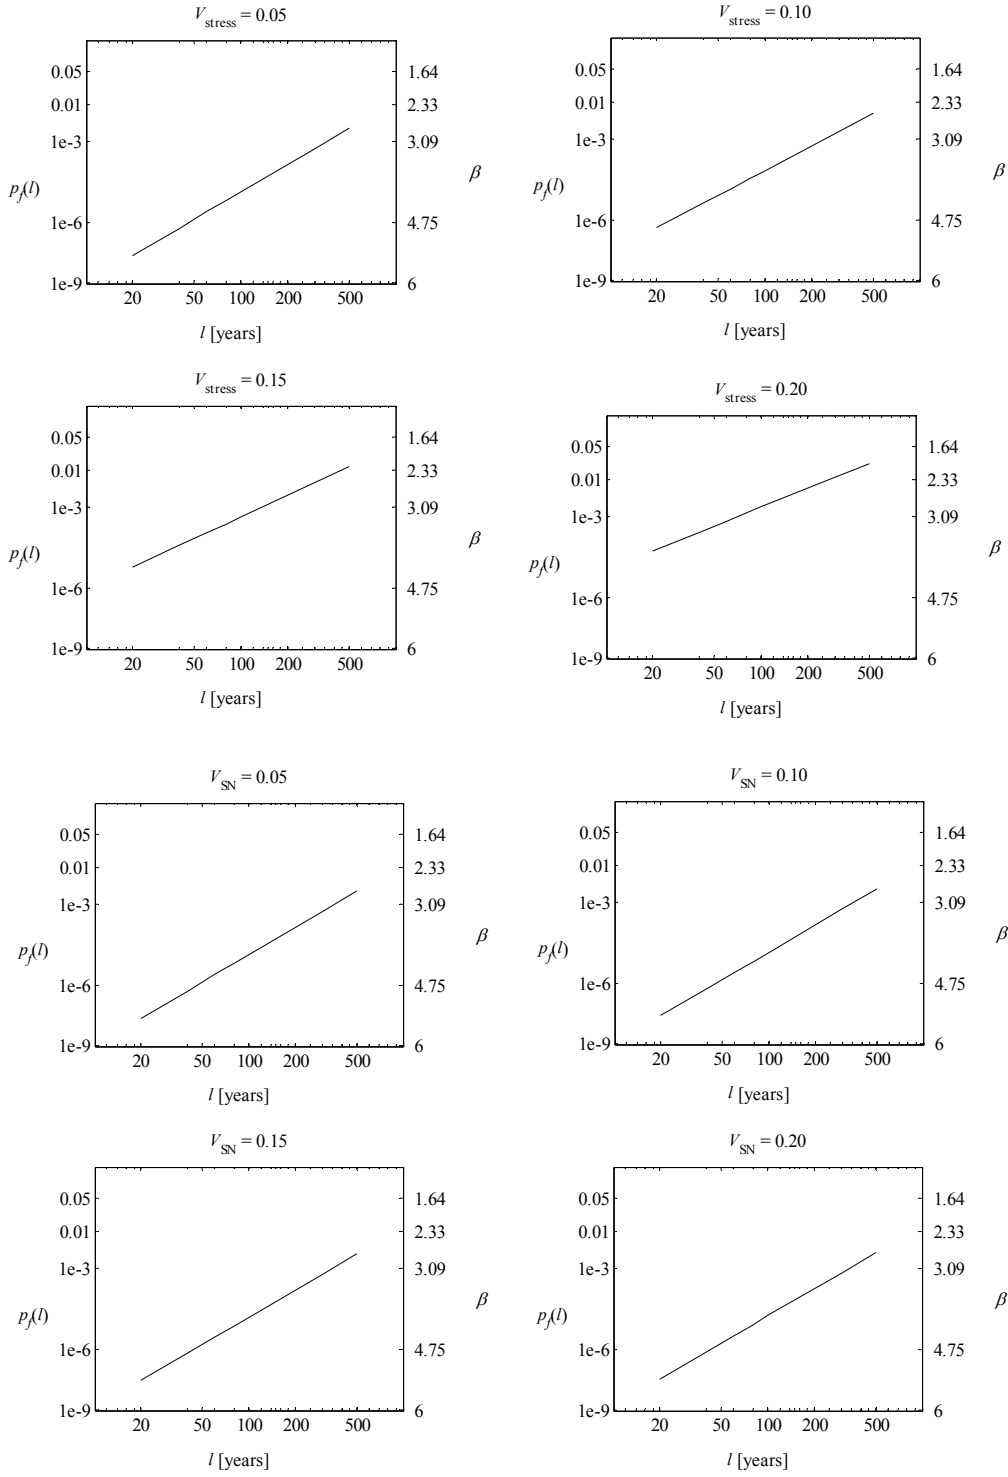 V_stress = 0.05
0.05
0.01
1e-3
1e-6
1e-9
p_f(l)
1.64
2.33
3.09
4.75
6
β
20 50 100 200 500
l [years]
V_stress = 0.10
0.05
0.01
1e-3
1e-6
1e-9
p_f(l)
1.64
2.33
3.09
4.75
6
β
20 50 100 200 500
l [years]
V_stress = 0.15
0.05
0.01
1e-3
1e-6
1e-9
p_f(l)
1.64
2.33
3.09
4.75
6
β
20 50 100 200 500
l [years]
V_stress = 0.20
0.05
0.01
1e-3
1e-6
1e-9
p_f(l)
1.64
2.33
3.09
4.75
6
β
20 50 100 200 500
l [years]
V_SN = 0.05
0.05
0.01
1e-3
1e-6
1e-9
p_f(l)
1.64
2.33
3.09
4.75
6
β
20 50 100 200 500
l [years]
V_SN = 0.10
0.05
0.01
1e-3
1e-6
1e-9
p_f(l)
1.64
2.33
3.09
4.75
6
β
20 50 100 200 500
l [years]
V_SN = 0.15
0.05
0.01
1e-3
1e-6
1e-9
p_f(l)
1.64
2.33
3.09
4.75
6
β
20 50 100 200 500
l [years]
V_SN = 0.20
0.05
0.01
1e-3
1e-6
1e-9
p_f(l)
1.64
2.33
3.09
4.75
6
β
20 50 100 200 500
l [years]